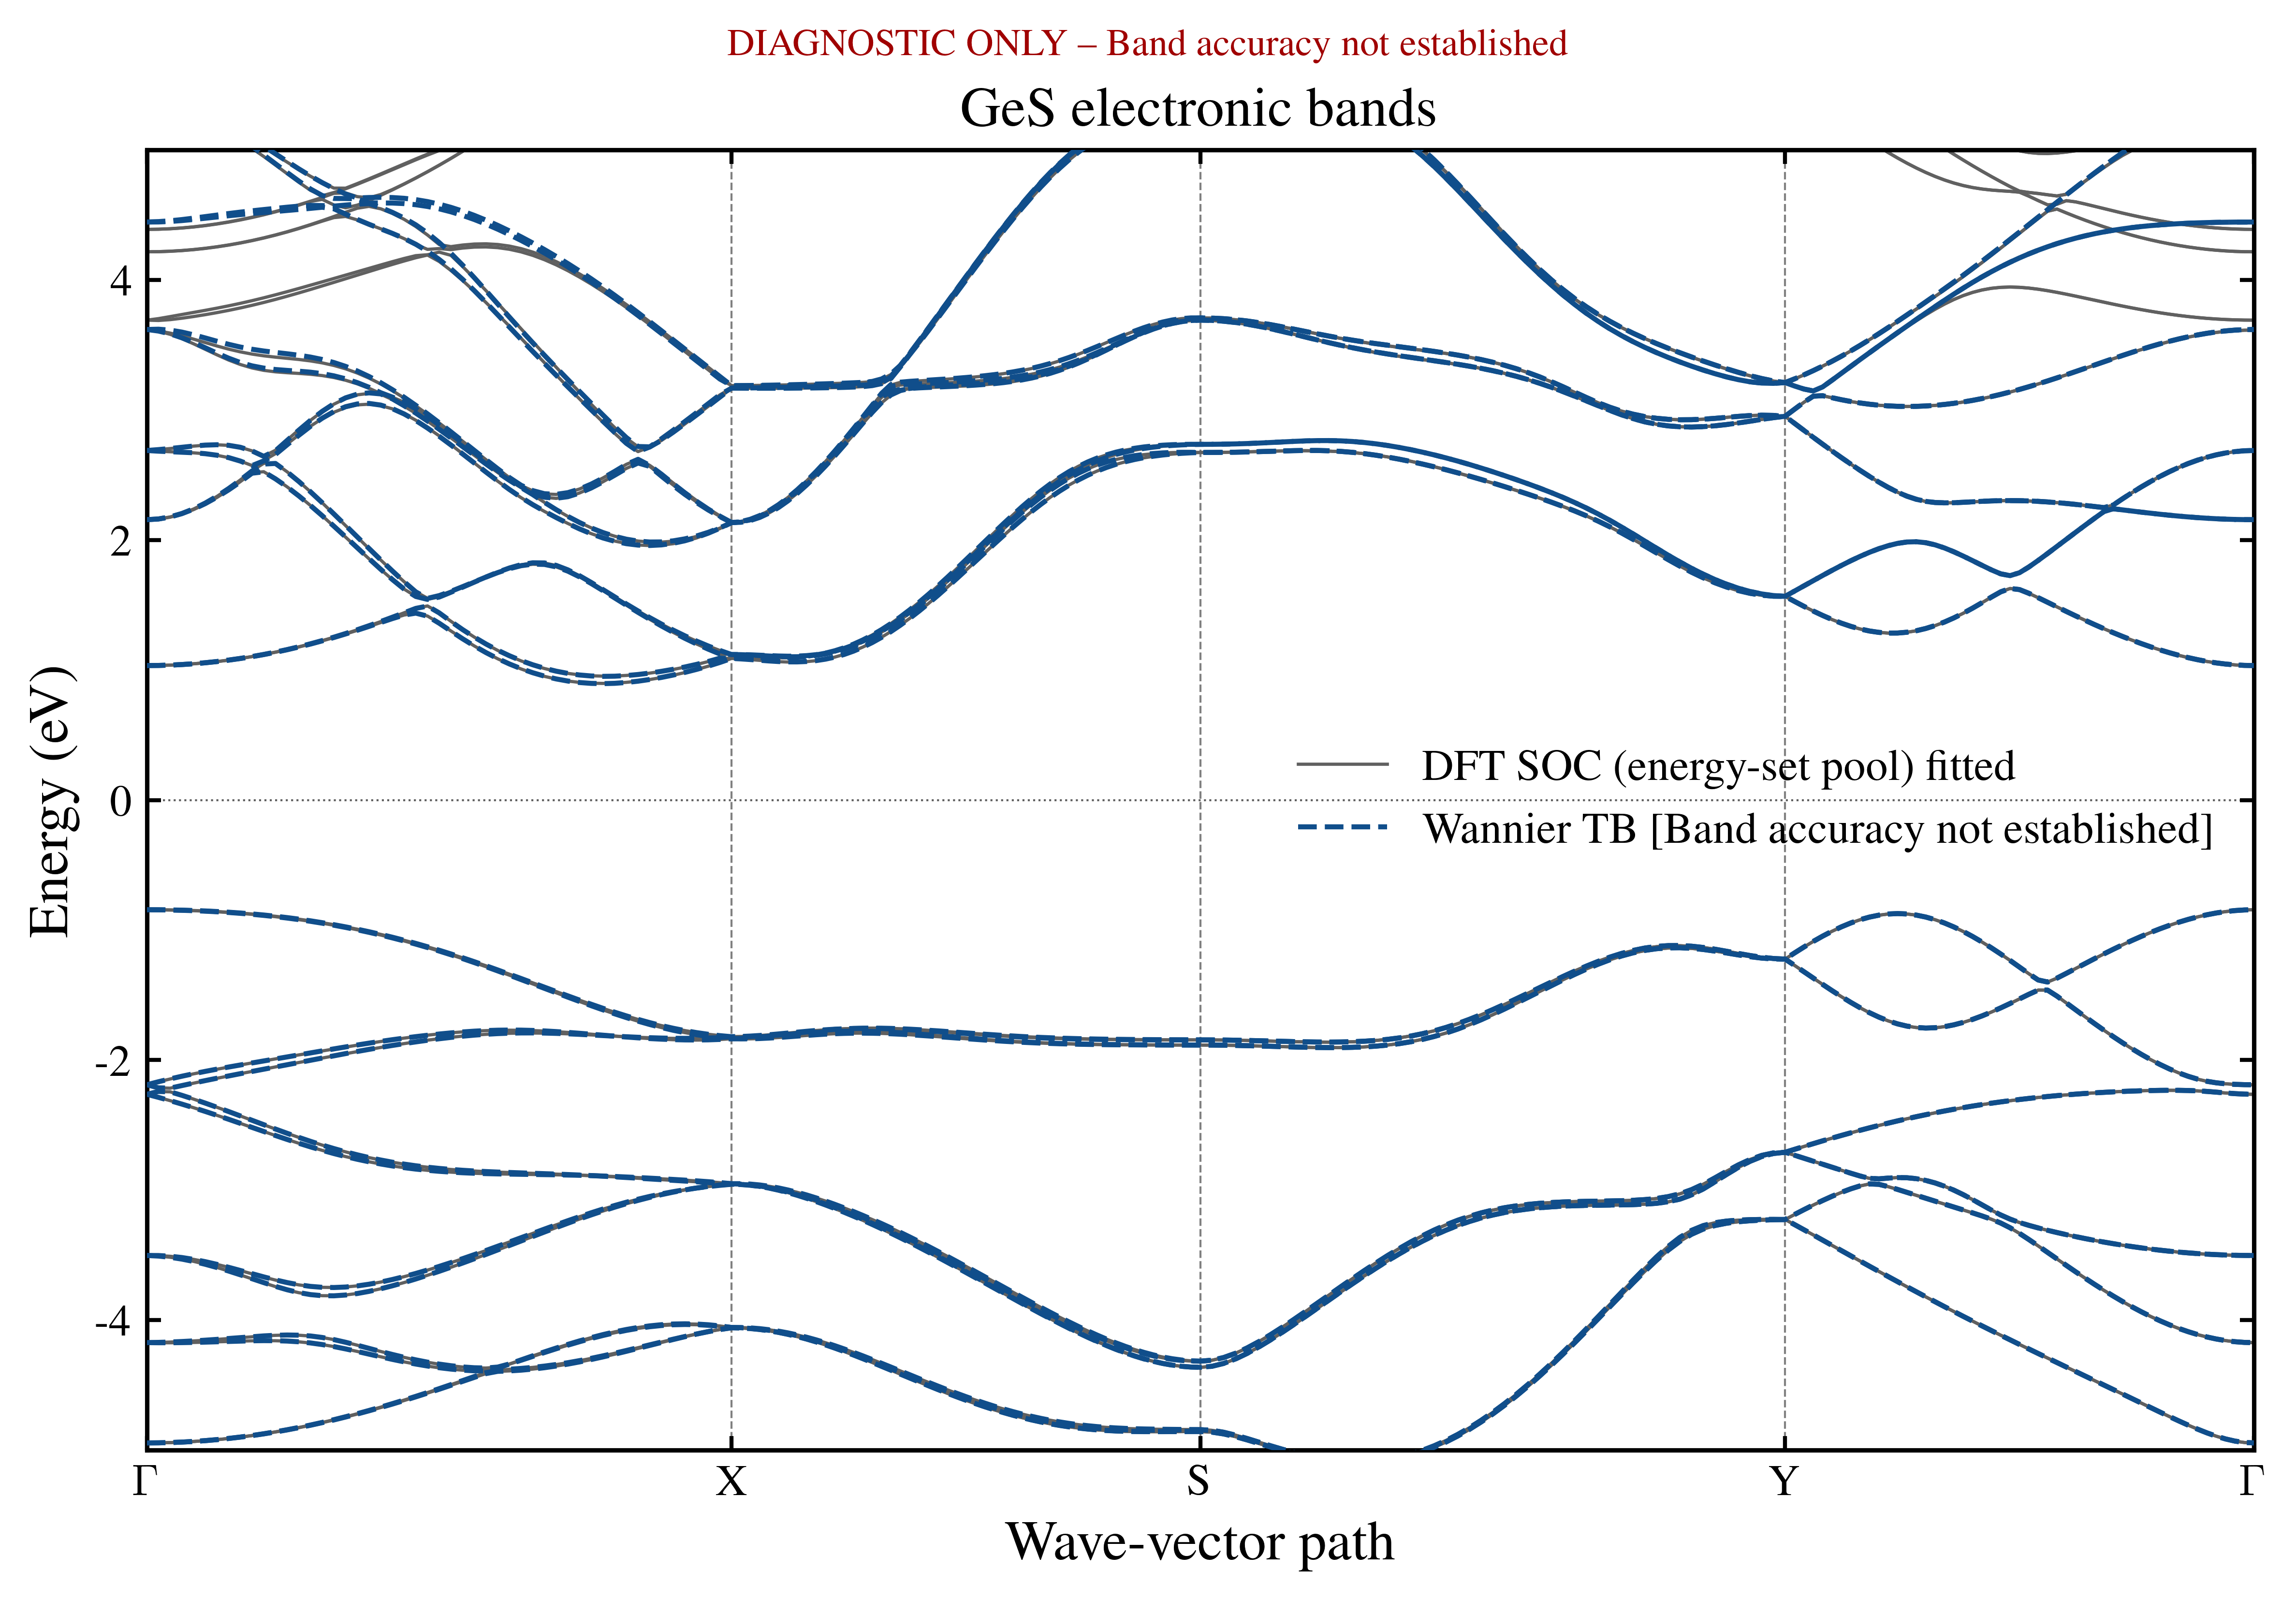 DIAGNOSTIC ONLY – Band accuracy not established
GeS electronic bands
Energy (eV)
4
2
0
-2
-4
DFT SOC (energy-set pool) fitted
Wannier TB [Band accuracy not established]
Γ X S Y Γ
Wave-vector path